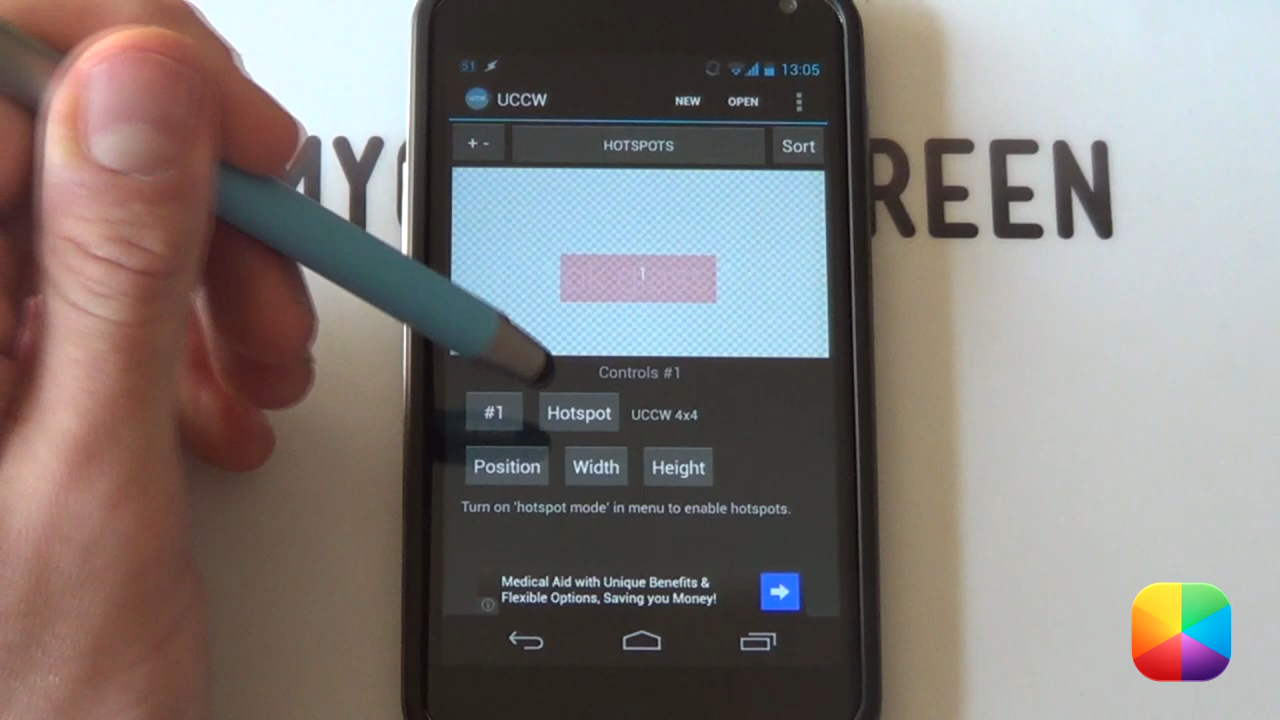 51 13:05
UCCW NEW OPEN
+ - HOTSPOTS Sort
MY REEN
1
Controls #1
#1 Hotspot UCCW 4x4
Position Width Height
Turn on 'hotspot mode' in menu to enable hotspots.
Medical Aid with Unique Benefits &
Flexible Options, Saving you Money!